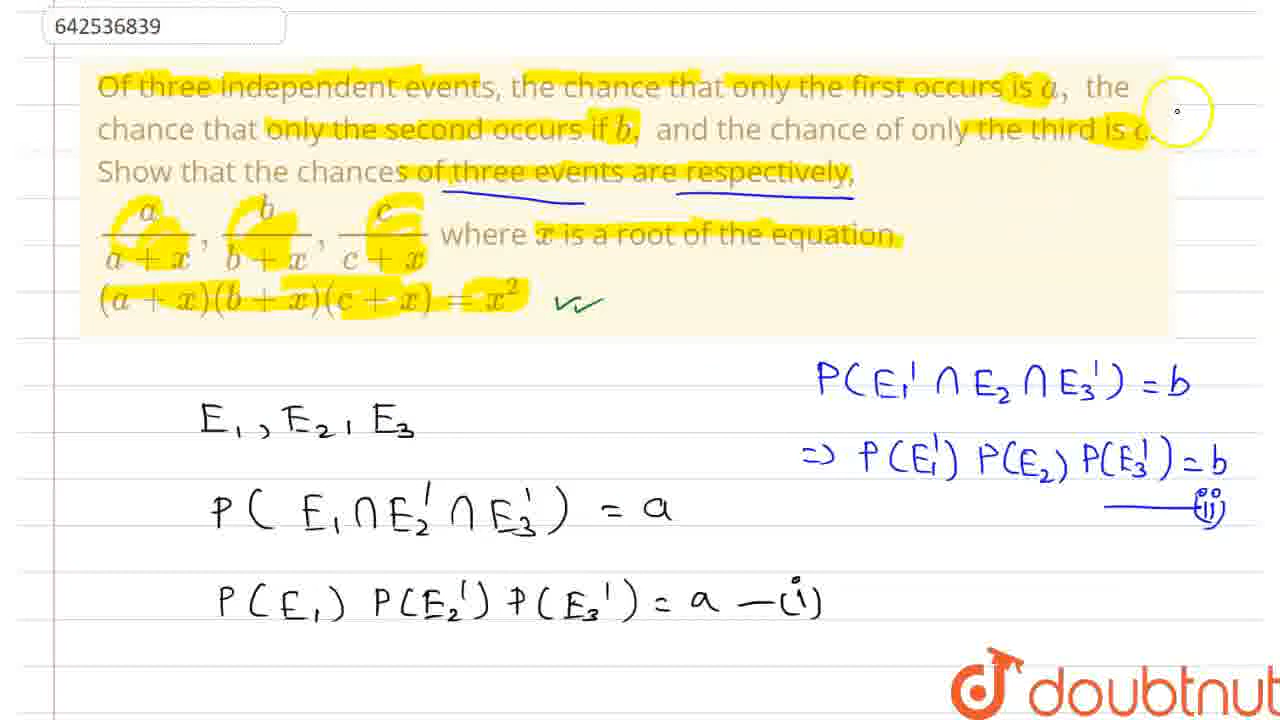 642536839
Of three independent events, the chance that only the first occurs is a, the
chance that only the second occurs if b, and the chance of only the third is c.
Show that the chances of three events are respectively,
a/(a + x), b/(b + x), c/(c + x) where x is a root of the equation
(a + x)(b + x)(c + x) = x²
P(E₁' ∩ E₂ ∩ E₃') = b
E₁, E₂, E₃
⇒ P(E₁') P(E₂) P(E₃') = b
(ii)
P(E₁ ∩ E₂' ∩ E₃') = a
P(E₁) P(E₂') P(E₃') = a —(i)
doubtnut